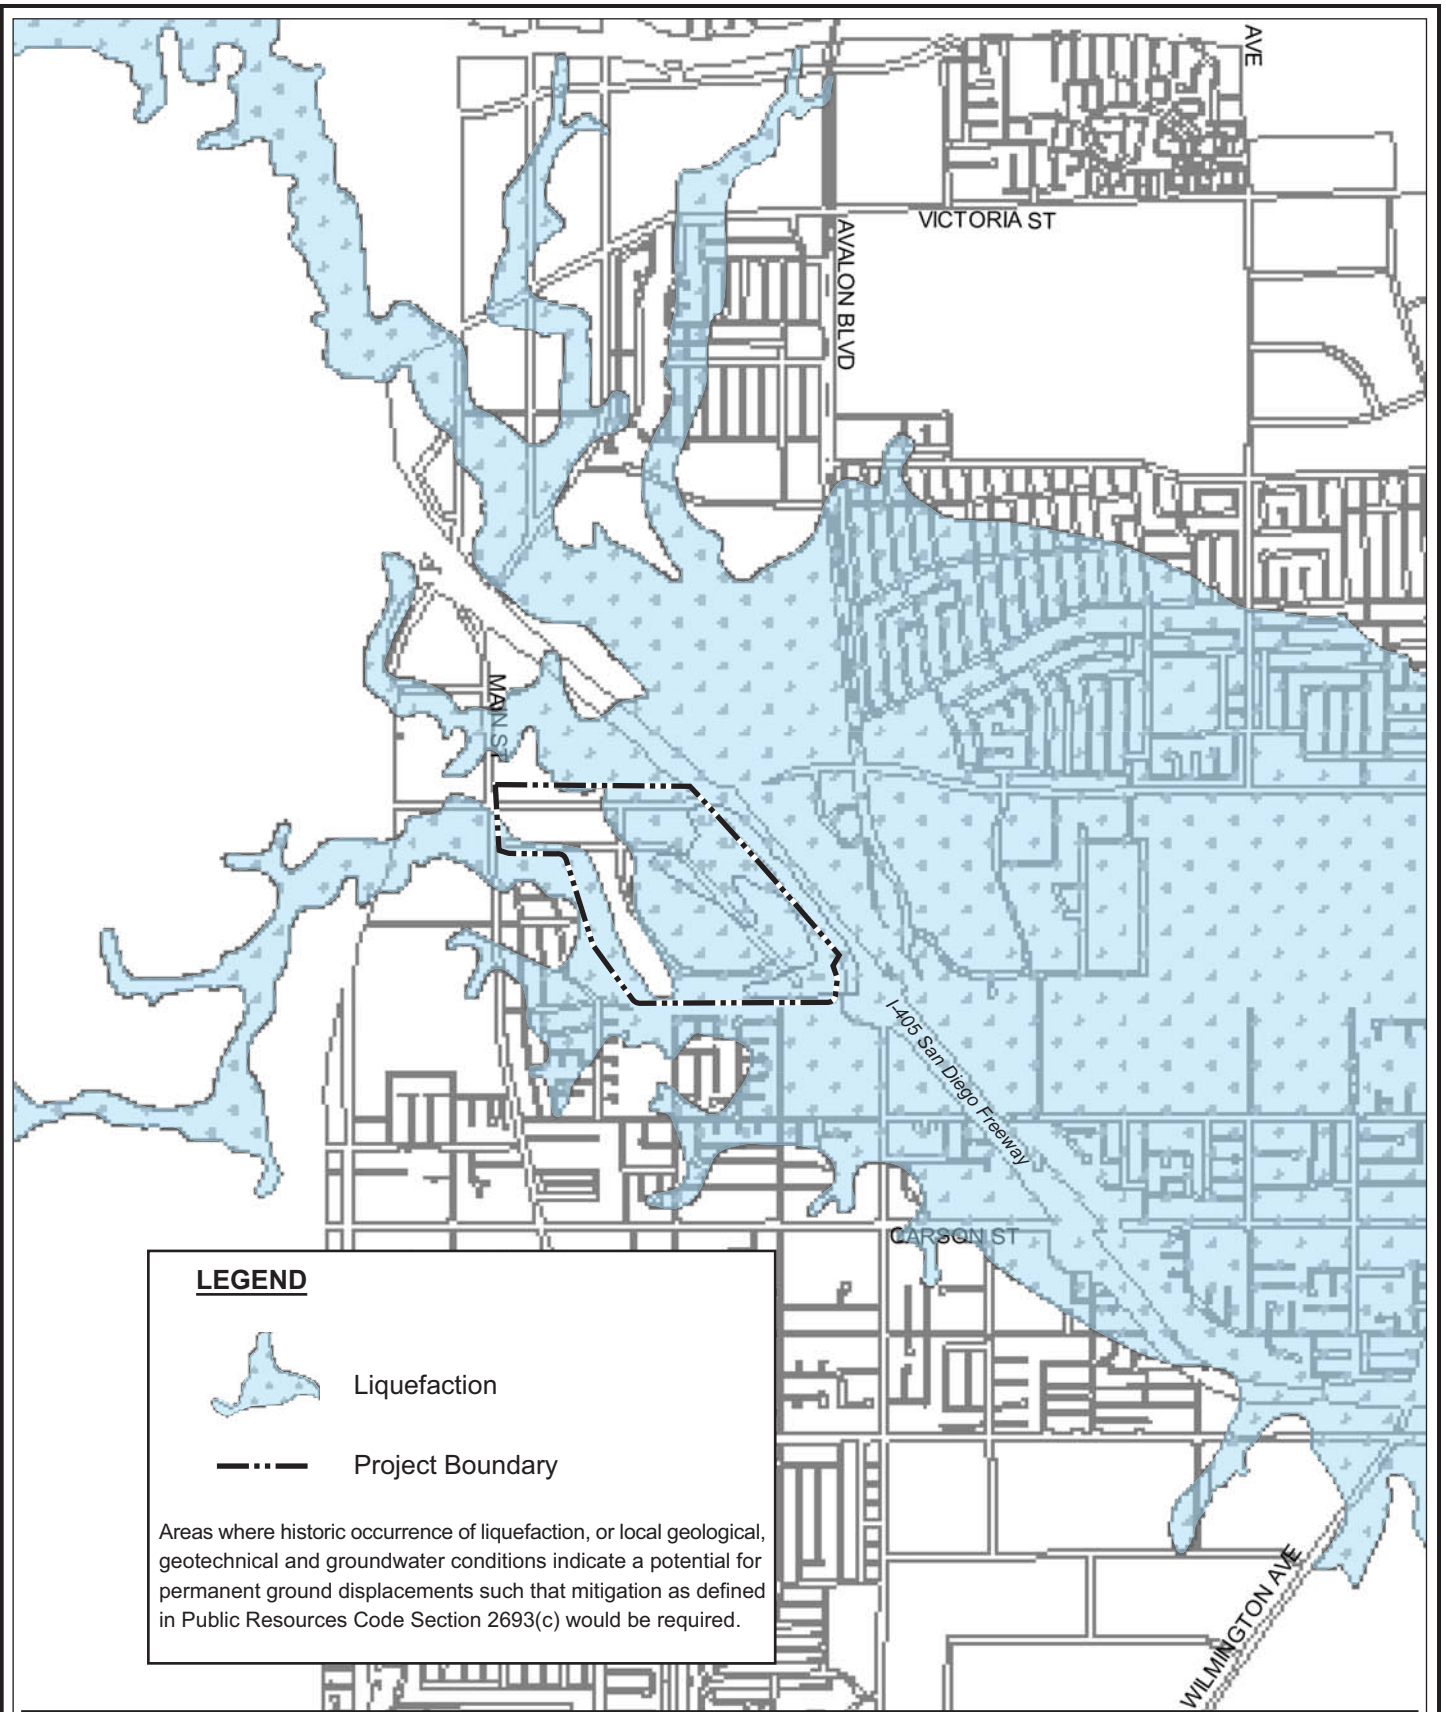 AVE
VICTORIA ST
AVALON BLVD
MAIN ST
I-405 San Diego Freeway
CARSON ST
LEGEND
Liquefaction
Project Boundary
Areas where historic occurrence of liquefaction, or local geological,
geotechnical and groundwater conditions indicate a potential for
permanent ground displacements such that mitigation as defined
in Public Resources Code Section 2693(c) would be required.
WILMINGTON AVE